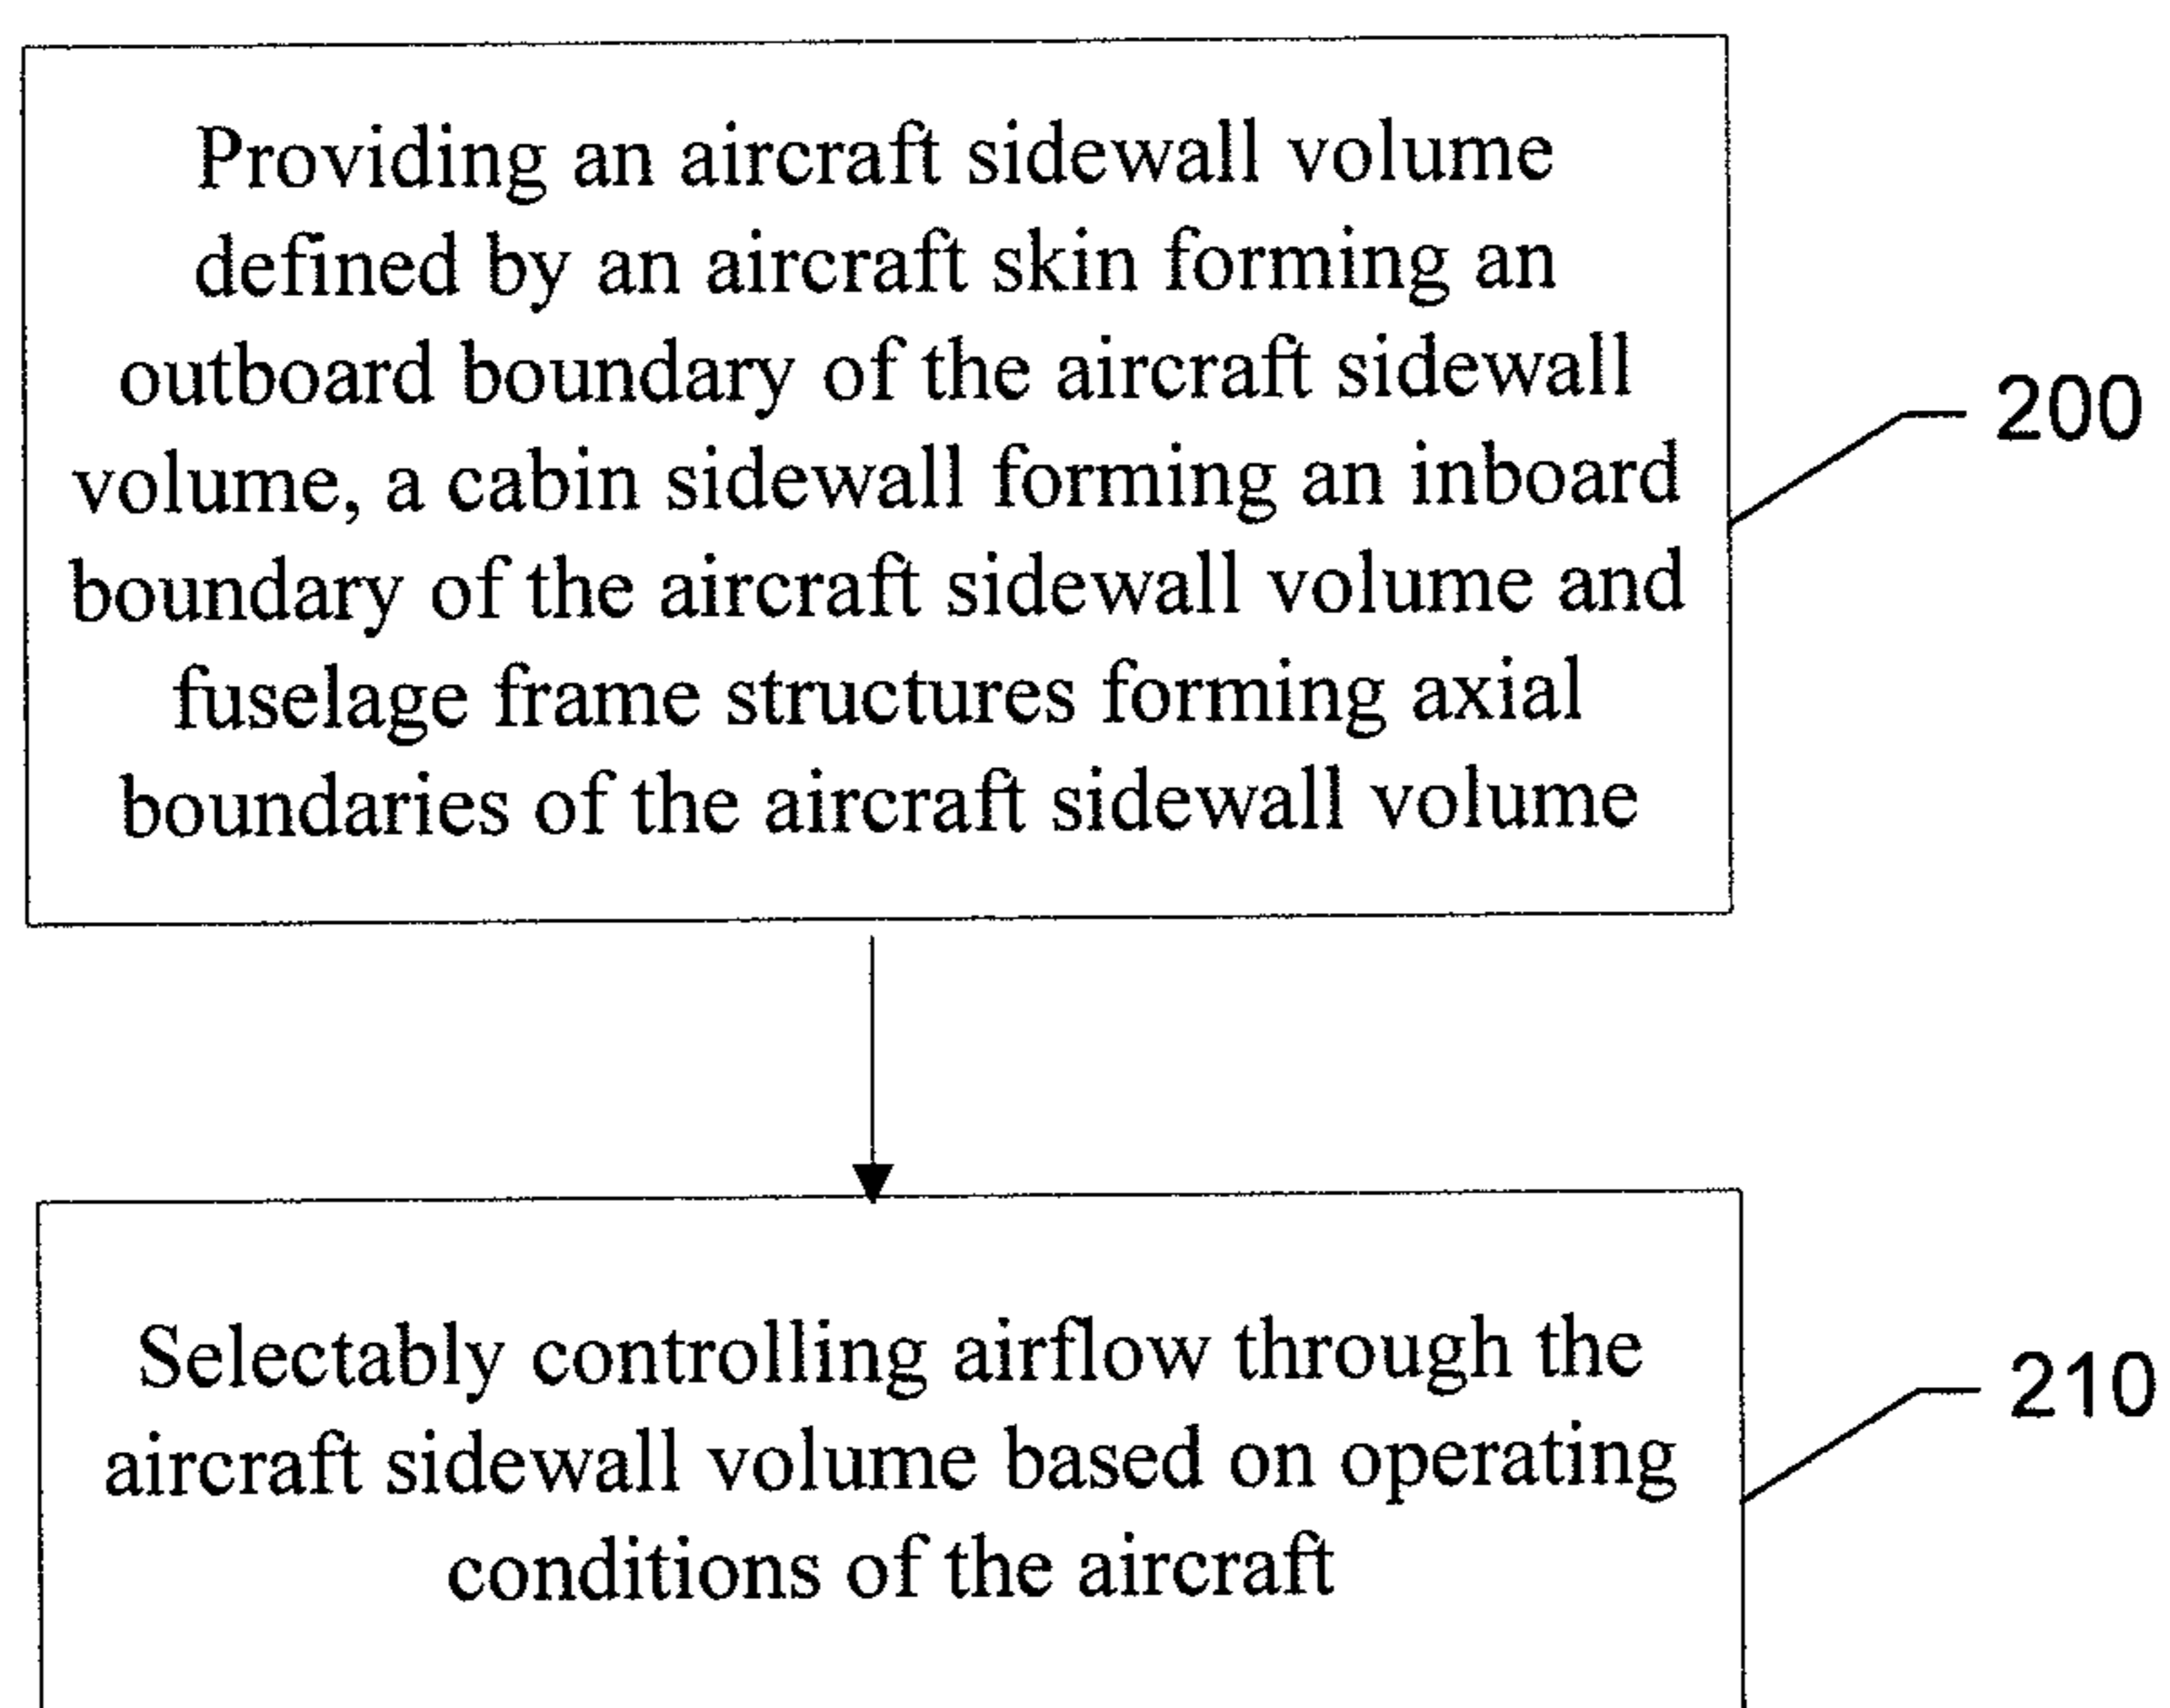 Providing an aircraft sidewall volume
defined by an aircraft skin forming an
outboard boundary of the aircraft sidewall
volume, a cabin sidewall forming an inboard
boundary of the aircraft sidewall volume and
fuselage frame structures forming axial
boundaries of the aircraft sidewall volume
200
Selectably controlling airflow through the
aircraft sidewall volume based on operating
conditions of the aircraft
210